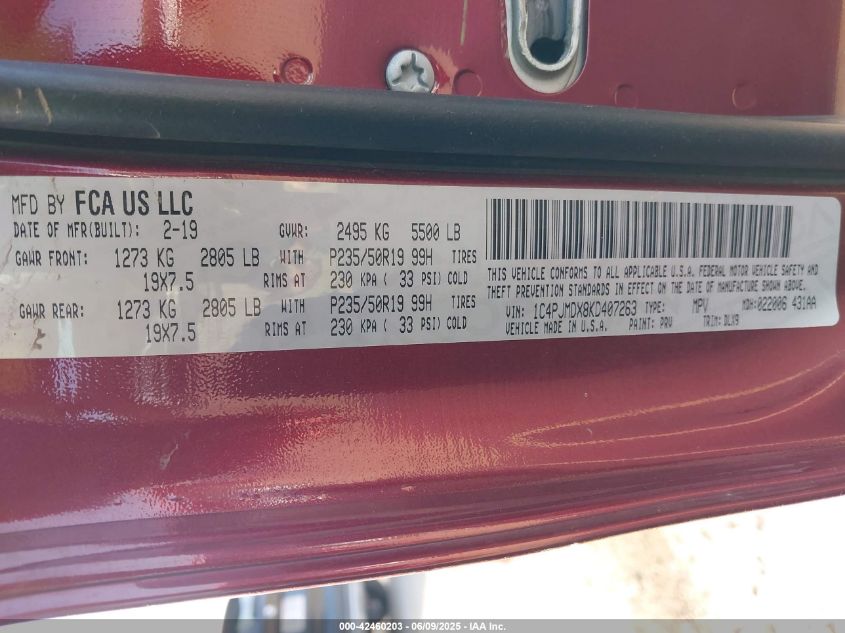 MFD BY FCA US LLC
DATE OF MFR(BUILT): 2-19 GVWR: 2495 KG 5500 LB
GAWR FRONT: 1273 KG 2805 LB WITH P235/50R19 99H TIRES
19X7.5 RIMS AT 230 KPA ( 33 PSI) COLD
GAWR REAR: 1273 KG 2805 LB WITH P235/50R19 99H TIRES
19X7.5 RIMS AT 230 KPA ( 33 PSI) COLD
THIS VEHICLE CONFORMS TO ALL APPLICABLE U.S.A. FEDERAL MOTOR VEHICLE SAFETY AND
THEFT PREVENTION STANDARDS IN EFFECT ON THE DATE OF MANUFACTURE SHOWN ABOVE.
VIN: 1C4PJMDX8KD407263 TYPE: MPV MDH:022006 431AA
VEHICLE MADE IN U.S.A. PAINT: PRV TRIM: DLX9
000-42460203 - 06/09/2025 - IAA Inc.